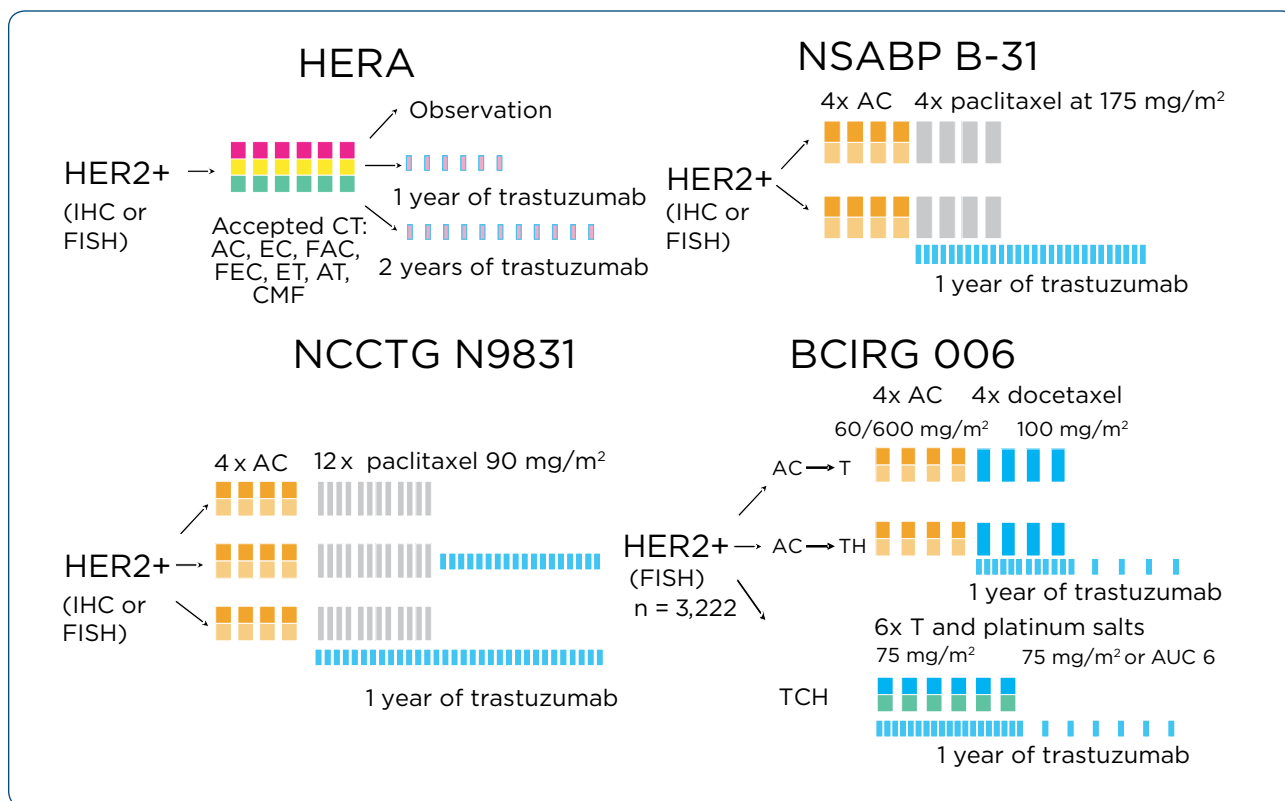 HERA
Observation
HER2+
(IHC or
FISH)
1 year of trastuzumab
Accepted CT:
AC, EC, FAC,
FEC, ET, AT,
CMF
2 years of trastuzumab
NSABP B-31
4x AC 4x paclitaxel at 175 mg/m²
HER2+
(IHC or
FISH)
1 year of trastuzumab
NCCTG N9831
4 x AC 12 x paclitaxel 90 mg/m²
HER2+
(IHC or
FISH)
1 year of trastuzumab
BCIRG 006
4x AC 4x docetaxel
60/600 mg/m² 100 mg/m²
AC T
HER2+
(FISH)
n = 3,222
AC TH
1 year of trastuzumab
6x T and platinum salts
75 mg/m² 75 mg/m² or AUC 6
TCH
1 year of trastuzumab